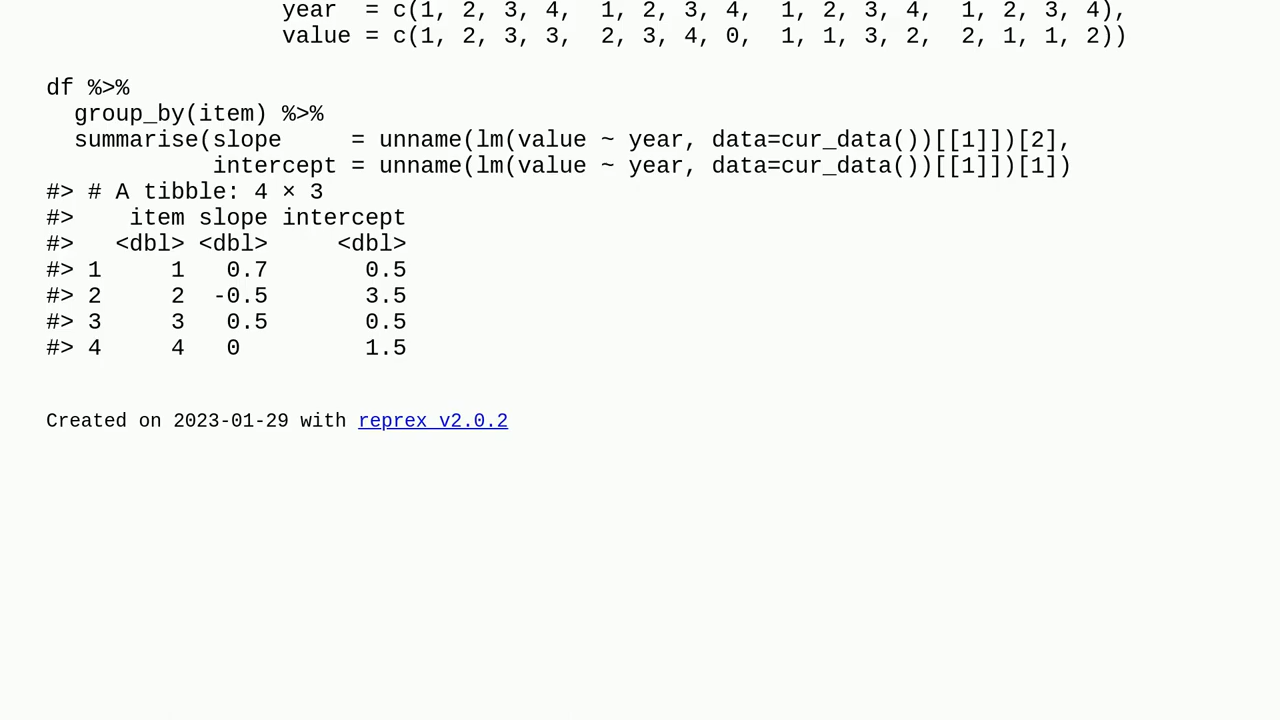 year  = c(1, 2, 3, 4,  1, 2, 3, 4,  1, 2, 3, 4,  1, 2, 3, 4),
value = c(1, 2, 3, 3,  2, 3, 4, 0,  1, 1, 3, 2,  2, 1, 1, 2))
df %>%
  group_by(item) %>%
  summarise(slope     = unname(lm(value ~ year, data=cur_data())[[1]])[2],
            intercept = unname(lm(value ~ year, data=cur_data())[[1]])[1])
#> # A tibble: 4 × 3
#>    item slope intercept
#>   <dbl> <dbl>     <dbl>
#> 1     1   0.7       0.5
#> 2     2  -0.5       3.5
#> 3     3   0.5       0.5
#> 4     4   0         1.5
Created on 2023-01-29 with reprex v2.0.2